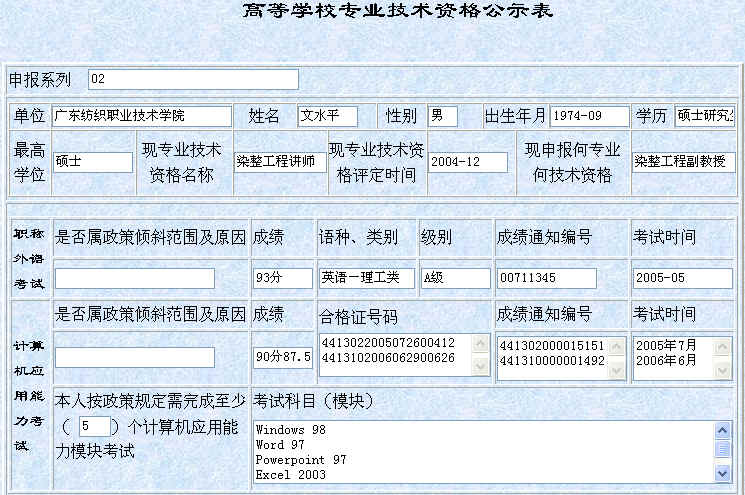 高等学校专业技术资格公示表
申报系列 02
单位 广东纺织职业技术学院 姓名 文水平 性别 男 出生年月 1974-09 学历 硕士研究
最高学位 硕士 现专业技术资格名称 染整工程讲师 现专业技术资格评定时间 2004-12 现申报何专业何技术资格 染整工程副教授
职称外语考试
是否属政策倾斜范围及原因 成绩 语种、类别 级别 成绩通知编号 考试时间
93分 英语－理工类 A级 00711345 2005-05
计算机应用能力考试
是否属政策倾斜范围及原因 成绩 合格证号码 成绩通知编号 考试时间
90分87.5 4413022005072600412 441302000015151 2005年7月
4413102006062900626 441310000001492 2006年6月
本人按政策规定需完成至少（ 5 ）个计算机应用能力模块考试
考试科目（模块）
Windows 98
Word 97
Powerpoint 97
Excel 2003